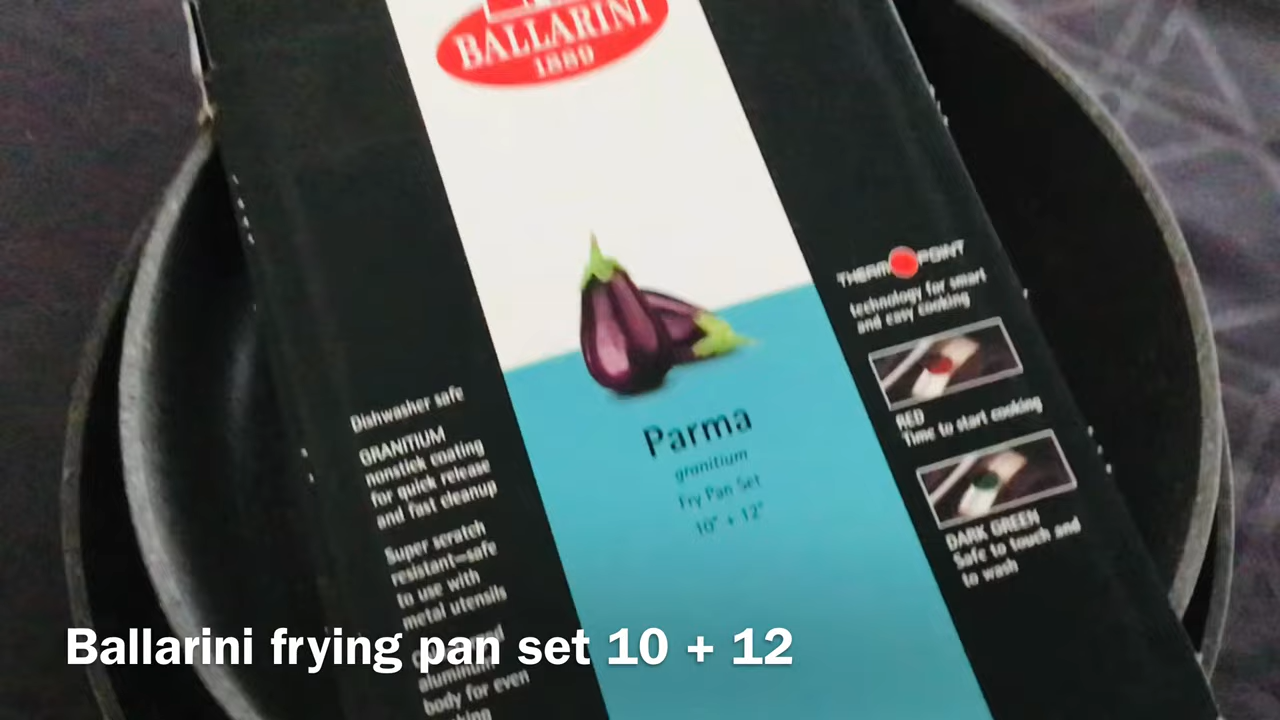 BALLARINI
1889
THERM POINT
technology for smart
and easy cooking
RED
Time to start cooking
DARK GREEN
Safe to touch and
to wash
Dishwasher safe
GRANITIUM
nonstick coating
for quick release
and fast cleanup
Super scratch
resistant—safe
to use with
metal utensils
aluminum
body for even
Parma
granitium
Fry Pan Set
10" + 12"
Ballarini frying pan set 10 + 12